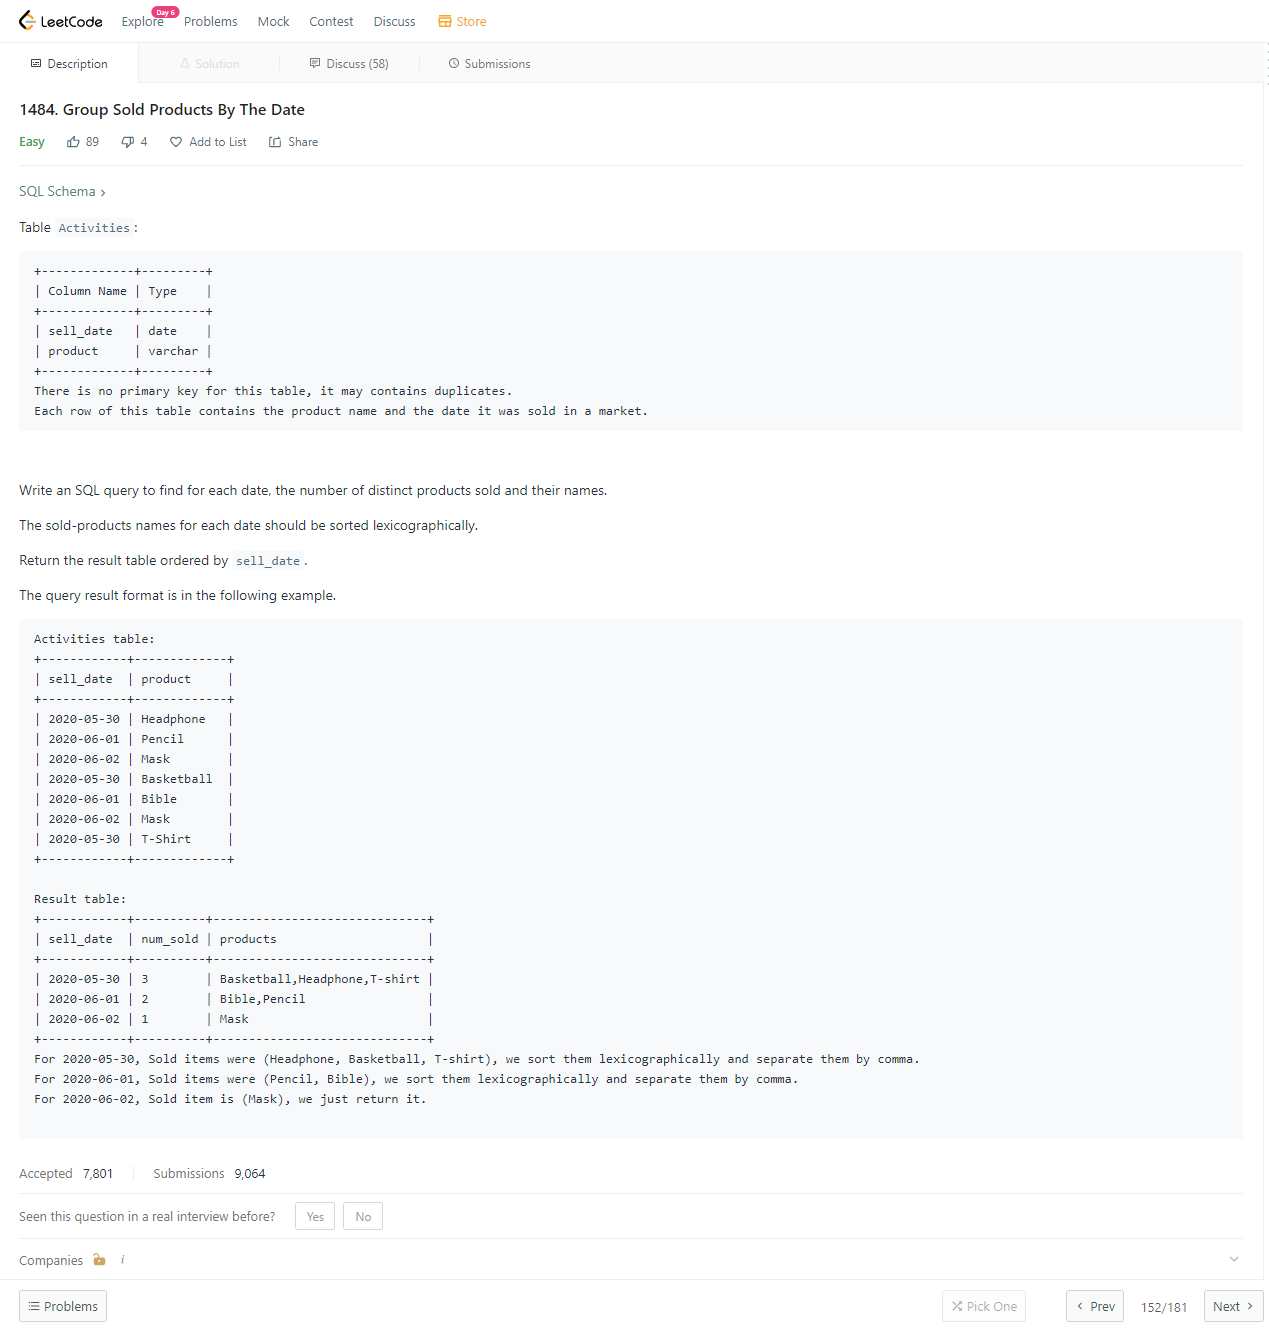 LeetCode Explore Day 6 Problems Mock Contest Discuss Store
Description Solution Discuss (58) Submissions
1484. Group Sold Products By The Date
Easy 89 4 Add to List Share
SQL Schema >
Table Activities:
+-------------+---------+
| Column Name | Type    |
+-------------+---------+
| sell_date   | date    |
| product     | varchar |
+-------------+---------+
There is no primary key for this table, it may contains duplicates.
Each row of this table contains the product name and the date it was sold in a market.
Write an SQL query to find for each date, the number of distinct products sold and their names.
The sold-products names for each date should be sorted lexicographically.
Return the result table ordered by sell_date.
The query result format is in the following example.
Activities table:
+------------+-------------+
| sell_date  | product     |
+------------+-------------+
| 2020-05-30 | Headphone   |
| 2020-06-01 | Pencil      |
| 2020-06-02 | Mask        |
| 2020-05-30 | Basketball  |
| 2020-06-01 | Bible       |
| 2020-06-02 | Mask        |
| 2020-05-30 | T-Shirt     |
+------------+-------------+
Result table:
+------------+----------+------------------------------+
| sell_date  | num_sold | products                     |
+------------+----------+------------------------------+
| 2020-05-30 | 3        | Basketball,Headphone,T-shirt |
| 2020-06-01 | 2        | Bible,Pencil                 |
| 2020-06-02 | 1        | Mask                         |
+------------+----------+------------------------------+
For 2020-05-30, Sold items were (Headphone, Basketball, T-shirt), we sort them lexicographically and separate them by comma.
For 2020-06-01, Sold items were (Pencil, Bible), we sort them lexicographically and separate them by comma.
For 2020-06-02, Sold item is (Mask), we just return it.
Accepted 7,801 Submissions 9,064
Seen this question in a real interview before? Yes No
Companies i
Problems Pick One < Prev 152/181 Next >